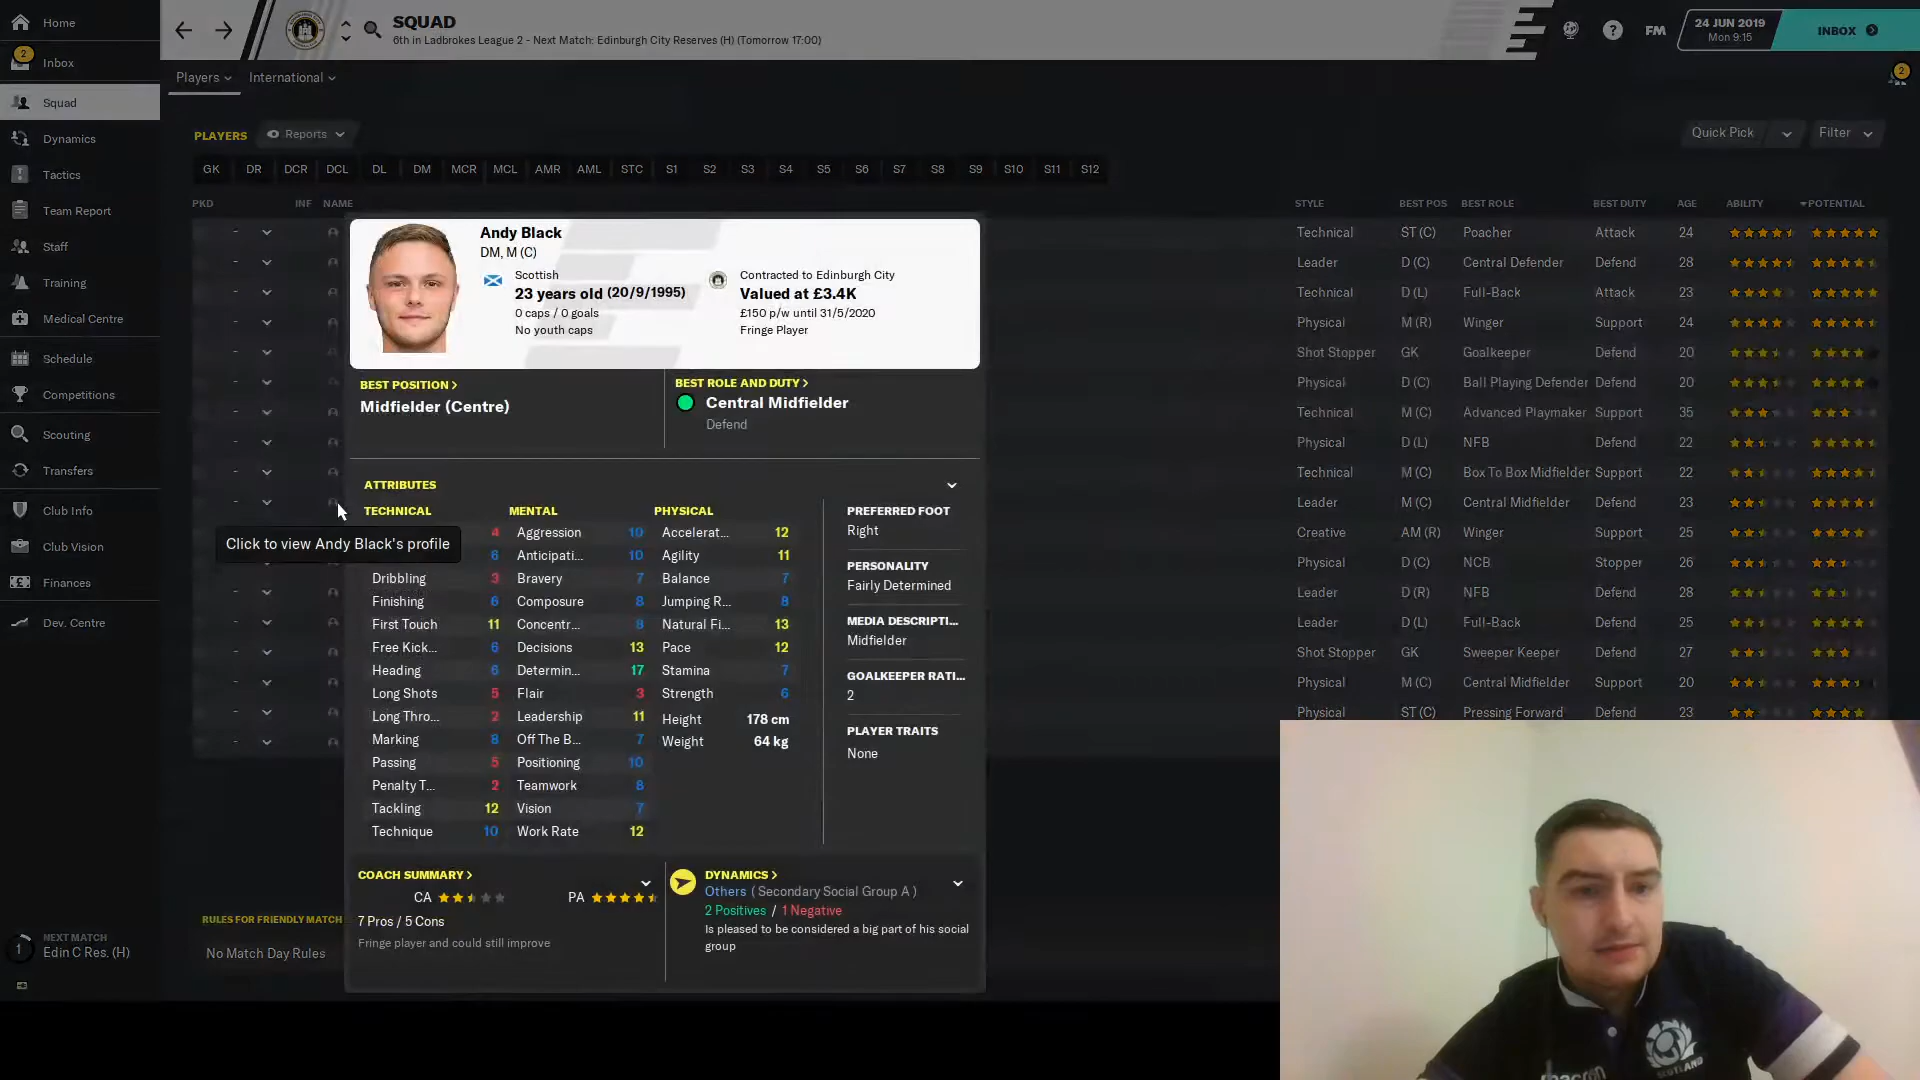 Home
2
Inbox
Squad
Dynamics
Tactics
Team Report
Staff
Training
Medical Centre
Schedule
Competitions
Scouting
Transfers
Club Info
Club Vision
Finances
Dev. Centre
1
NEXT MATCH
Edin C Res. (H)
SQUAD
6th in Ladbrokes League 2 - Next Match: Edinburgh City Reserves (H) (Tomorrow 17:00)
?
FM
24 JUN 2019
Mon 9:15
INBOX
2
Players
International
PLAYERS
Reports
Quick Pick
Filter
GK DR DCR DCL DL DM MCR MCL AMR AML STC S1 S2 S3 S4 S5 S6 S7 S8 S9 S10 S11 S12
PKD INF NAME STYLE BEST POS BEST ROLE BEST DUTY AGE ABILITY POTENTIAL
Technical ST (C) Poacher Attack 24
Leader D (C) Central Defender Defend 28
Technical D (L) Full-Back Attack 23
Physical M (R) Winger Support 24
Shot Stopper GK Goalkeeper Defend 20
Physical D (C) Ball Playing Defender Defend 20
Technical M (C) Advanced Playmaker Support 35
Physical D (L) NFB Defend 22
Technical M (C) Box To Box Midfielder Support 22
Leader M (C) Central Midfielder Defend 23
Creative AM (R) Winger Support 25
Physical D (C) NCB Stopper 26
Leader D (R) NFB Defend 28
Leader D (L) Full-Back Defend 25
Shot Stopper GK Sweeper Keeper Defend 27
Physical M (C) Central Midfielder Support 20
Physical ST (C) Pressing Forward Defend 23
Andy Black
DM, M (C)
Scottish
23 years old (20/9/1995)
0 caps / 0 goals
No youth caps
Contracted to Edinburgh City
Valued at £3.4K
£150 p/w until 31/5/2020
Fringe Player
BEST POSITION >
Midfielder (Centre)
BEST ROLE AND DUTY >
Central Midfielder
Defend
ATTRIBUTES
TECHNICAL MENTAL PHYSICAL
4 Aggression 10 Accelerat... 12
6 Anticipati... 10 Agility 11
Dribbling 3 Bravery 7 Balance 7
Finishing 6 Composure 8 Jumping R... 8
First Touch 11 Concentr... 8 Natural Fi... 13
Free Kick... 6 Decisions 13 Pace 12
Heading 6 Determin... 17 Stamina 7
Long Shots 5 Flair 3 Strength 6
Long Thro... 2 Leadership 11 Height 178 cm
Marking 8 Off The B... 7 Weight 64 kg
Passing 5 Positioning 10
Penalty T... 2 Teamwork 8
Tackling 12 Vision 7
Technique 10 Work Rate 12
Click to view Andy Black's profile
PREFERRED FOOT
Right
PERSONALITY
Fairly Determined
MEDIA DESCRIPTI...
Midfielder
GOALKEEPER RATI...
2
PLAYER TRAITS
None
COACH SUMMARY >
CA PA
7 Pros / 5 Cons
Fringe player and could still improve
DYNAMICS >
Others ( Secondary Social Group A )
2 Positives / 1 Negative
Is pleased to be considered a big part of his social
group
RULES FOR FRIENDLY MATCH
No Match Day Rules
SCOTLAND